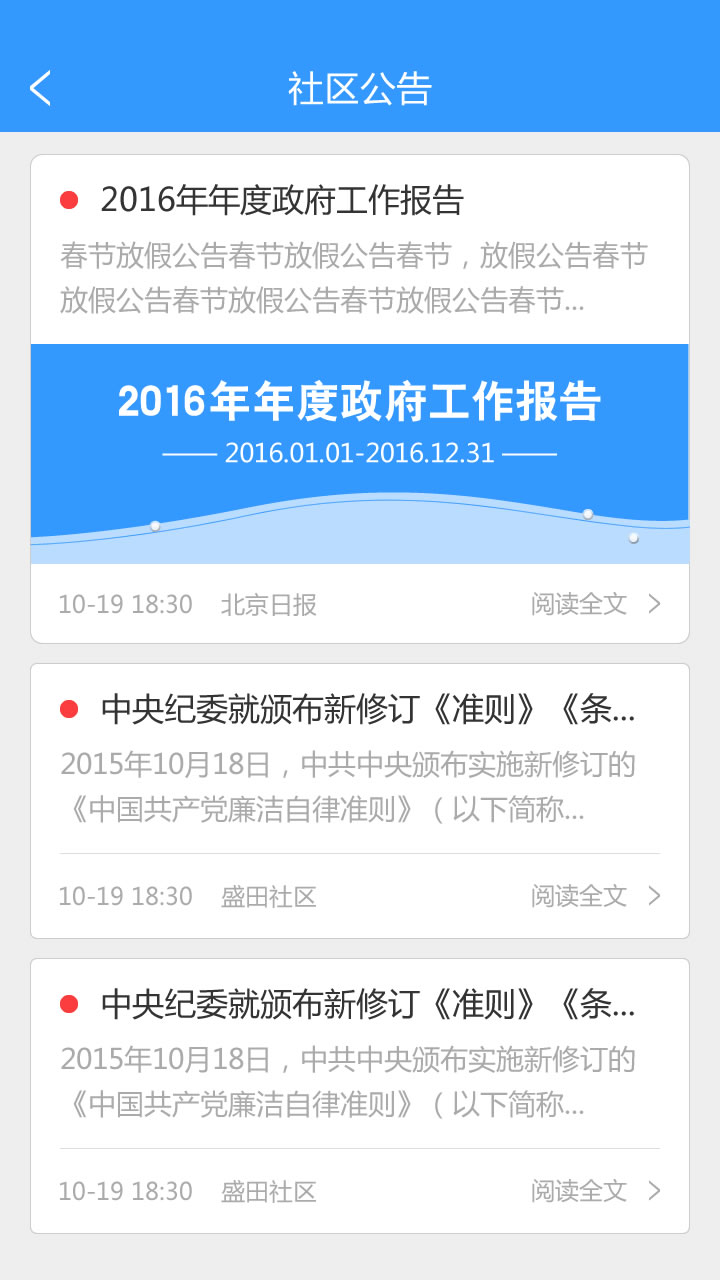 社区公告
2016年年度政府工作报告
春节放假公告春节放假公告春节，放假公告春节
放假公告春节放假公告春节放假公告春节...
2016年年度政府工作报告
2016.01.01-2016.12.31
10-19 18:30 北京日报 阅读全文
中央纪委就颁布新修订《准则》《条...
2015年10月18日，中共中央颁布实施新修订的
《中国共产党廉洁自律准则》（以下简称...
10-19 18:30 盛田社区 阅读全文
中央纪委就颁布新修订《准则》《条...
2015年10月18日，中共中央颁布实施新修订的
《中国共产党廉洁自律准则》（以下简称...
10-19 18:30 盛田社区 阅读全文